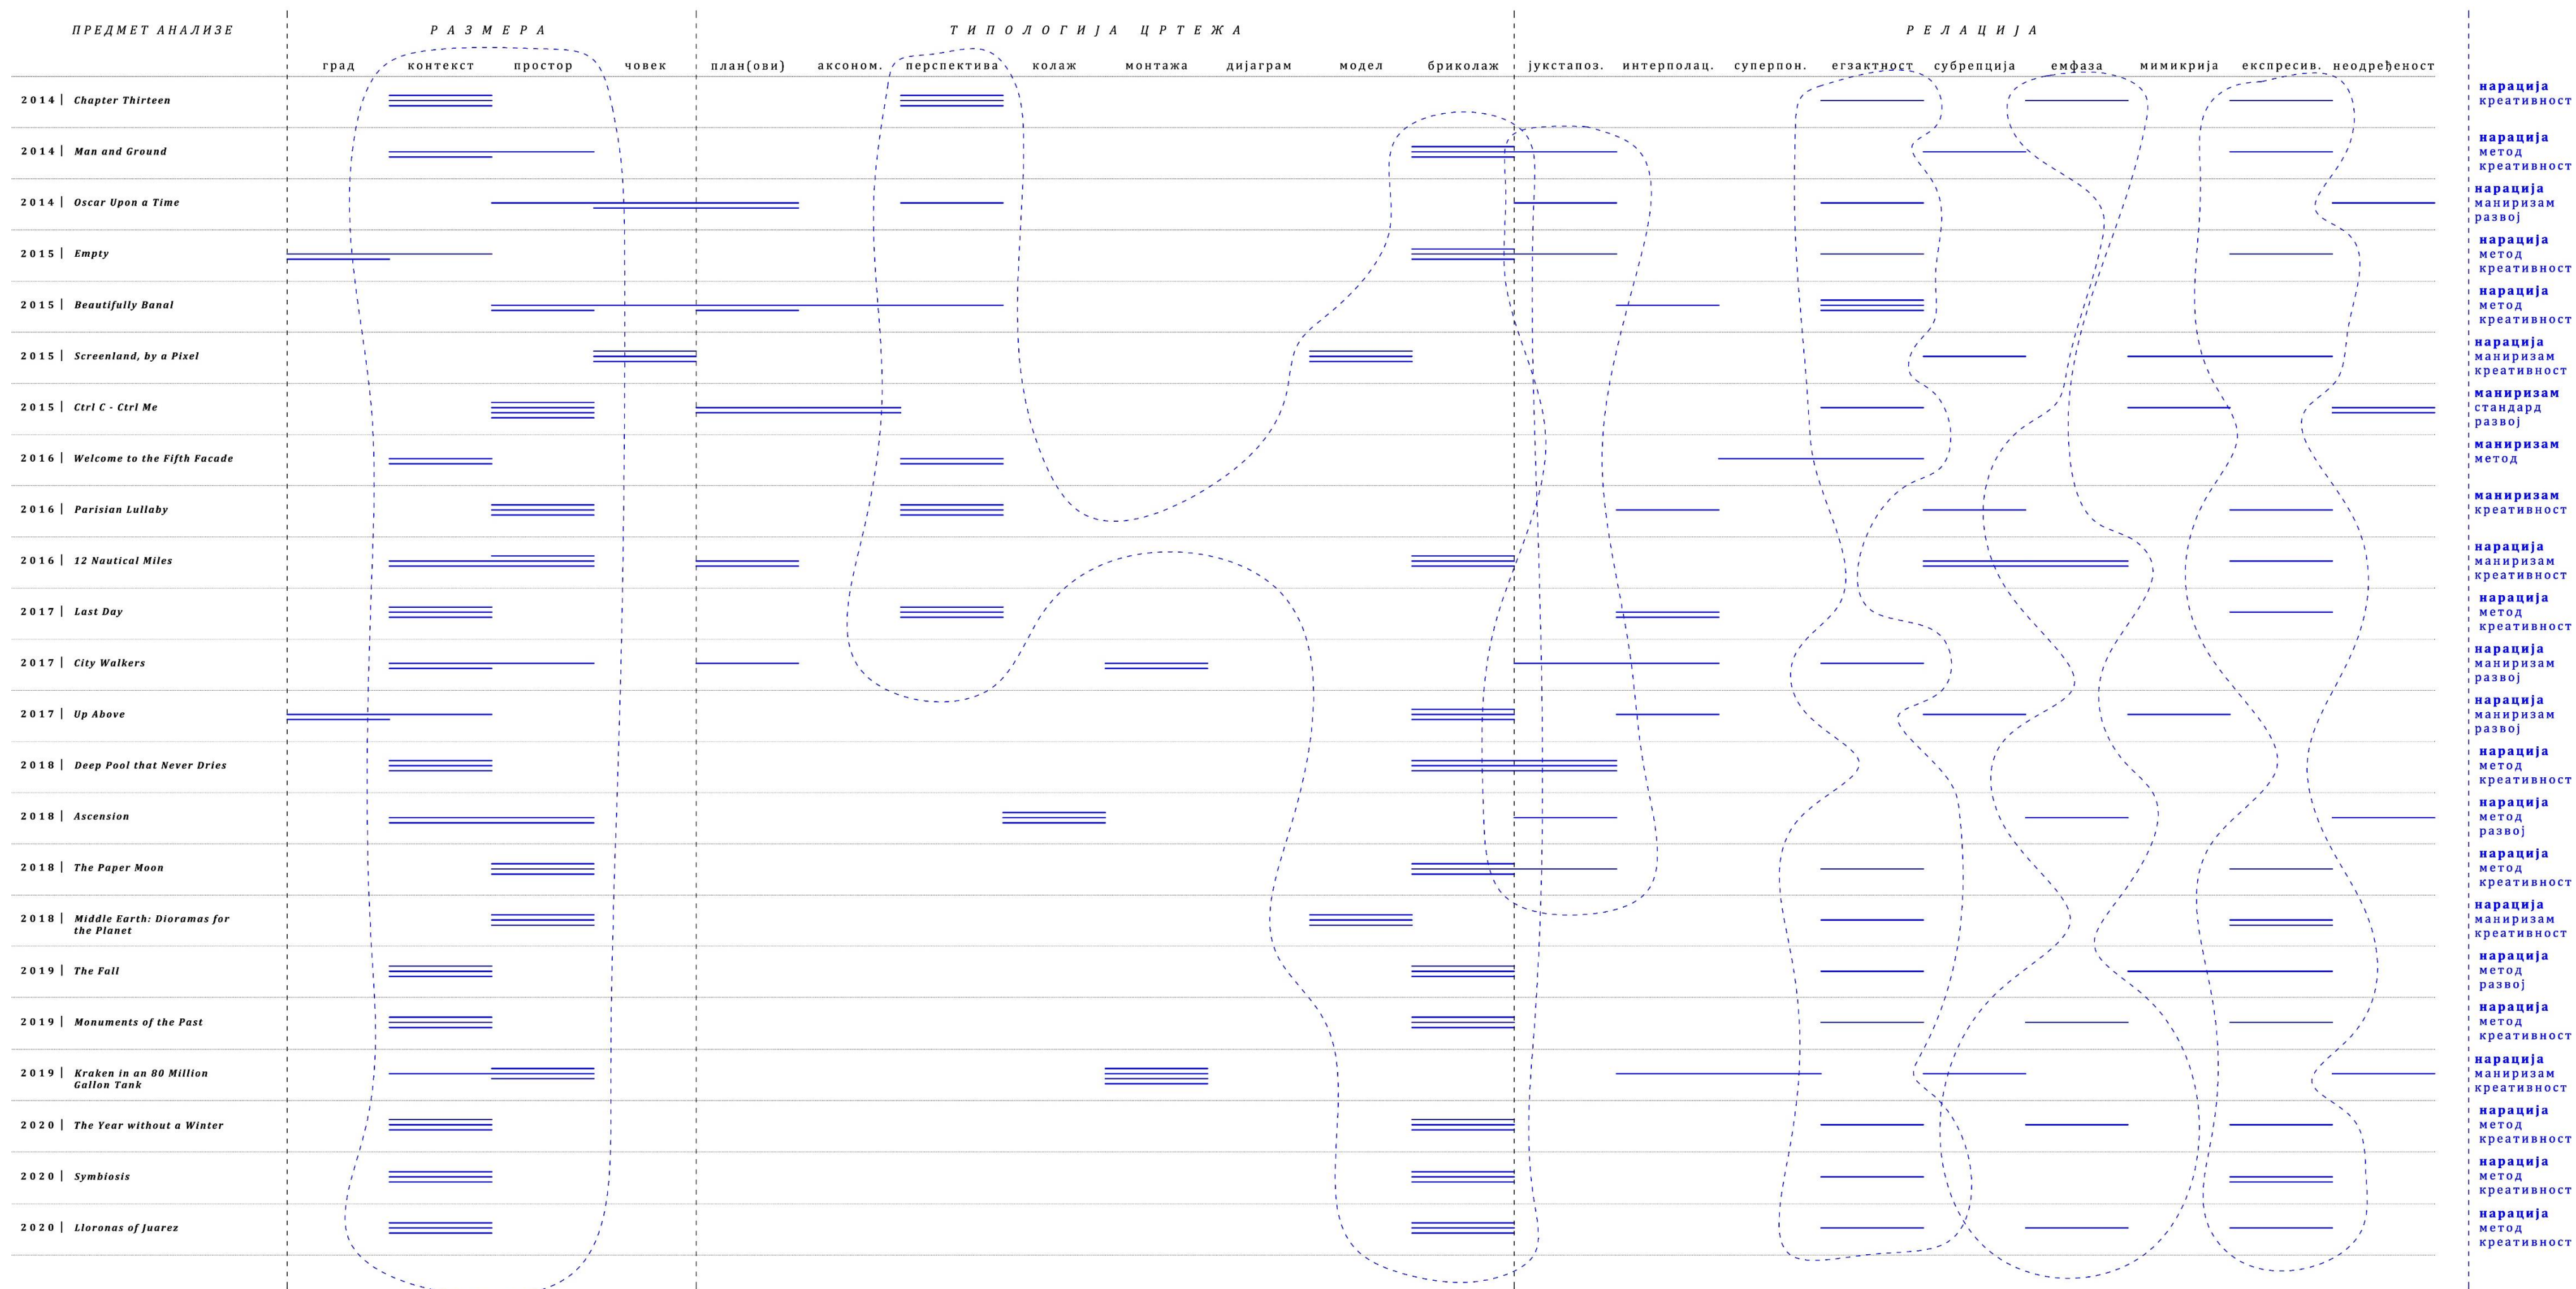 ПРЕДМЕТ АНАЛИЗЕ РАЗМЕРА ТИПОЛОГИЈА ЦРТЕЖА РЕЛАЦИЈА
град контекст простор човек план(ови) аксоном. перспектива колаж монтажа дијаграм модел бриколаж јукстапоз. интерполац. суперпон. егзактност субрепција емфаза мимикрија експресив. неодређеност
2014| Chapter Thirteen
нарација
креативност
2014| Man and Ground
нарација
метод
креативност
2014| Oscar Upon a Time
нарација
маниризам
развој
2015| Empty
нарација
метод
креативност
2015| Beautifully Banal
нарација
метод
креативност
2015| Screenland, by a Pixel
нарација
маниризам
креативност
2015| Ctrl C - Ctrl Me
маниризам
стандард
развој
2016| Welcome to the Fifth Facade
маниризам
метод
2016| Parisian Lullaby
маниризам
креативност
2016| 12 Nautical Miles
нарација
маниризам
креативност
2017| Last Day
нарација
метод
креативност
2017| City Walkers
нарација
маниризам
развој
2017| Up Above
нарација
маниризам
развој
2018| Deep Pool that Never Dries
нарација
метод
креативност
2018| Ascension
нарација
метод
развој
2018| The Paper Moon
нарација
метод
креативност
2018| Middle Earth: Dioramas for
the Planet
нарација
маниризам
креативност
2019| The Fall
нарација
метод
развој
2019| Monuments of the Past
нарација
метод
креативност
2019| Kraken in an 80 Million
Gallon Tank
нарација
маниризам
креативност
2020| The Year without a Winter
нарација
метод
креативност
2020| Symbiosis
нарација
метод
креативност
2020| Lloronas of Juarez
нарација
метод
креативност